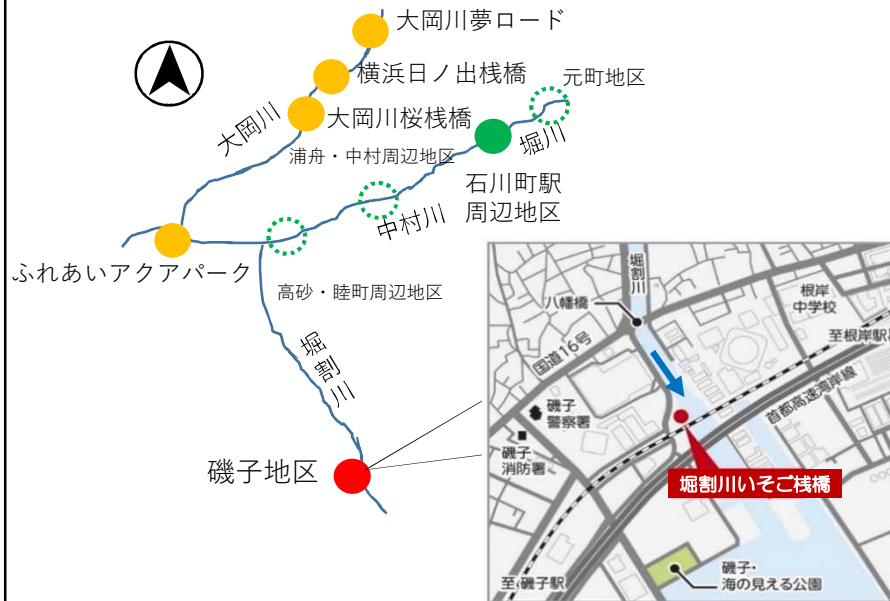 大岡川夢ロード
横浜日ノ出桟橋
元町地区
大岡川桜桟橋
大岡川
堀川
浦舟・中村周辺地区
石川町駅
周辺地区
中村川
ふれあいアクアパーク
高砂・睦町周辺地区
堀割川
磯子地区
堀割川
八幡橋
根岸
中学校
国道16号
至根岸駅
首都高速湾岸線
磯子
警察署
磯子
消防署
堀割川いそご桟橋
至磯子駅
磯子・
海の見える公園